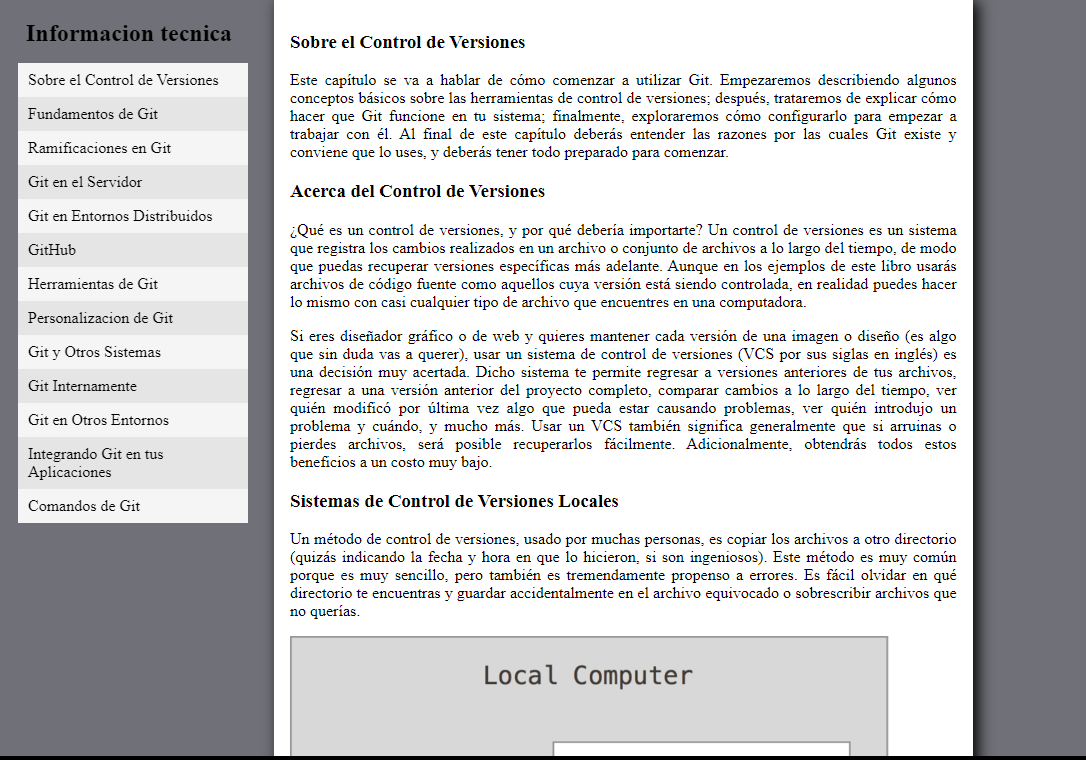 Informacion tecnica
Sobre el Control de Versiones
Fundamentos de Git
Ramificaciones en Git
Git en el Servidor
Git en Entornos Distribuidos
GitHub
Herramientas de Git
Personalizacion de Git
Git y Otros Sistemas
Git Internamente
Git en Otros Entornos
Integrando Git en tus
Aplicaciones
Comandos de Git
Sobre el Control de Versiones
Este capítulo se va a hablar de cómo comenzar a utilizar Git. Empezaremos describiendo algunos
conceptos básicos sobre las herramientas de control de versiones; después, trataremos de explicar cómo
hacer que Git funcione en tu sistema; finalmente, exploraremos cómo configurarlo para empezar a
trabajar con él. Al final de este capítulo deberás entender las razones por las cuales Git existe y
conviene que lo uses, y deberás tener todo preparado para comenzar.
Acerca del Control de Versiones
¿Qué es un control de versiones, y por qué debería importarte? Un control de versiones es un sistema
que registra los cambios realizados en un archivo o conjunto de archivos a lo largo del tiempo, de modo
que puedas recuperar versiones específicas más adelante. Aunque en los ejemplos de este libro usarás
archivos de código fuente como aquellos cuya versión está siendo controlada, en realidad puedes hacer
lo mismo con casi cualquier tipo de archivo que encuentres en una computadora.
Si eres diseñador gráfico o de web y quieres mantener cada versión de una imagen o diseño (es algo
que sin duda vas a querer), usar un sistema de control de versiones (VCS por sus siglas en inglés) es
una decisión muy acertada. Dicho sistema te permite regresar a versiones anteriores de tus archivos,
regresar a una versión anterior del proyecto completo, comparar cambios a lo largo del tiempo, ver
quién modificó por última vez algo que pueda estar causando problemas, ver quién introdujo un
problema y cuándo, y mucho más. Usar un VCS también significa generalmente que si arruinas o
pierdes archivos, será posible recuperarlos fácilmente. Adicionalmente, obtendrás todos estos
beneficios a un costo muy bajo.
Sistemas de Control de Versiones Locales
Un método de control de versiones, usado por muchas personas, es copiar los archivos a otro directorio
(quizás indicando la fecha y hora en que lo hicieron, si son ingeniosos). Este método es muy común
porque es muy sencillo, pero también es tremendamente propenso a errores. Es fácil olvidar en qué
directorio te encuentras y guardar accidentalmente en el archivo equivocado o sobrescribir archivos que
no querías.
Local Computer